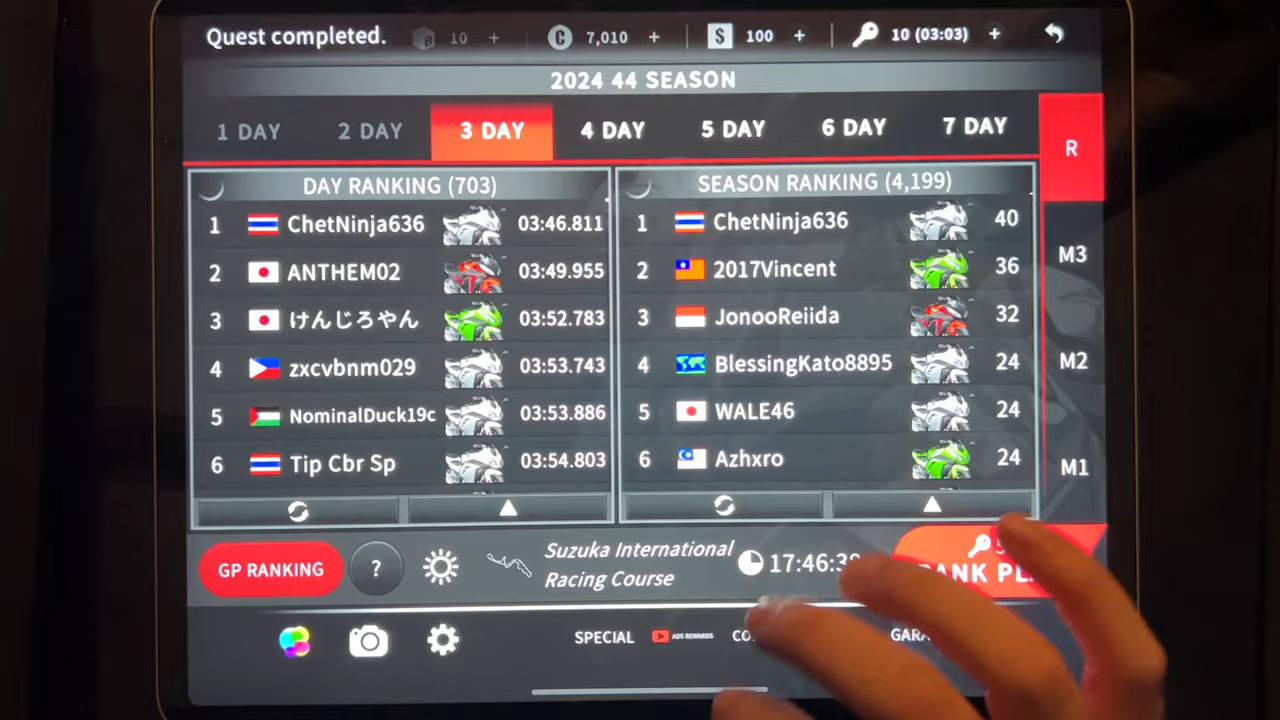 Quest completed. 10 + 7,010 + $ 100 + 10 (03:03) +
2024 44 SEASON
1 DAY 2 DAY 3 DAY 4 DAY 5 DAY 6 DAY 7 DAY
R
M3
M2
M1
DAY RANKING (703)
1 ChetNinja636 03:46.811
2 ANTHEM02 03:49.955
3 けんじろやん 03:52.783
4 zxcvbnm029 03:53.743
5 NominalDuck19c 03:53.886
6 Tip Cbr Sp 03:54.803
SEASON RANKING (4,199)
1 ChetNinja636 40
2 2017Vincent 36
3 JonooReiida 32
4 BlessingKato8895 24
5 WALE46 24
6 Azhxro 24
GP RANKING ?
Suzuka International
Racing Course
SPECIAL ADS REWARDS